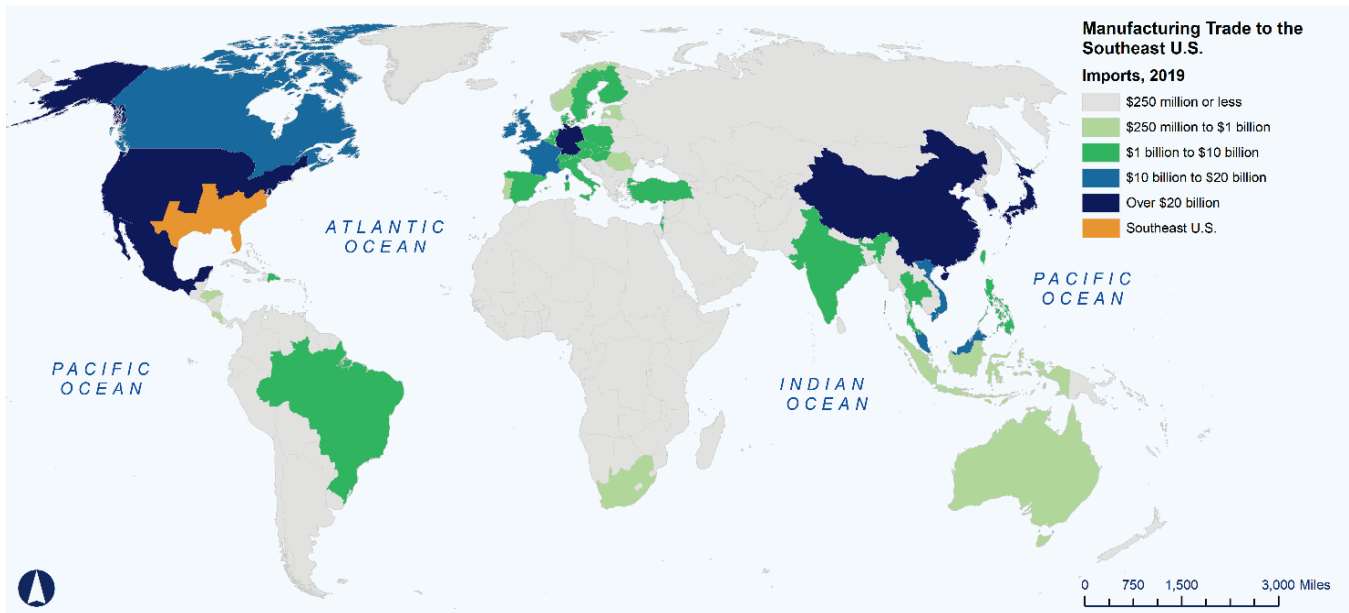 Manufacturing Trade to the
Southeast U.S.
Imports, 2019
$250 million or less
$250 million to $1 billion
$1 billion to $10 billion
$10 billion to $20 billion
Over $20 billion
Southeast U.S.
ATLANTIC
OCEAN
PACIFIC
OCEAN
PACIFIC
OCEAN
INDIAN
OCEAN
0 750 1,500 3,000 Miles